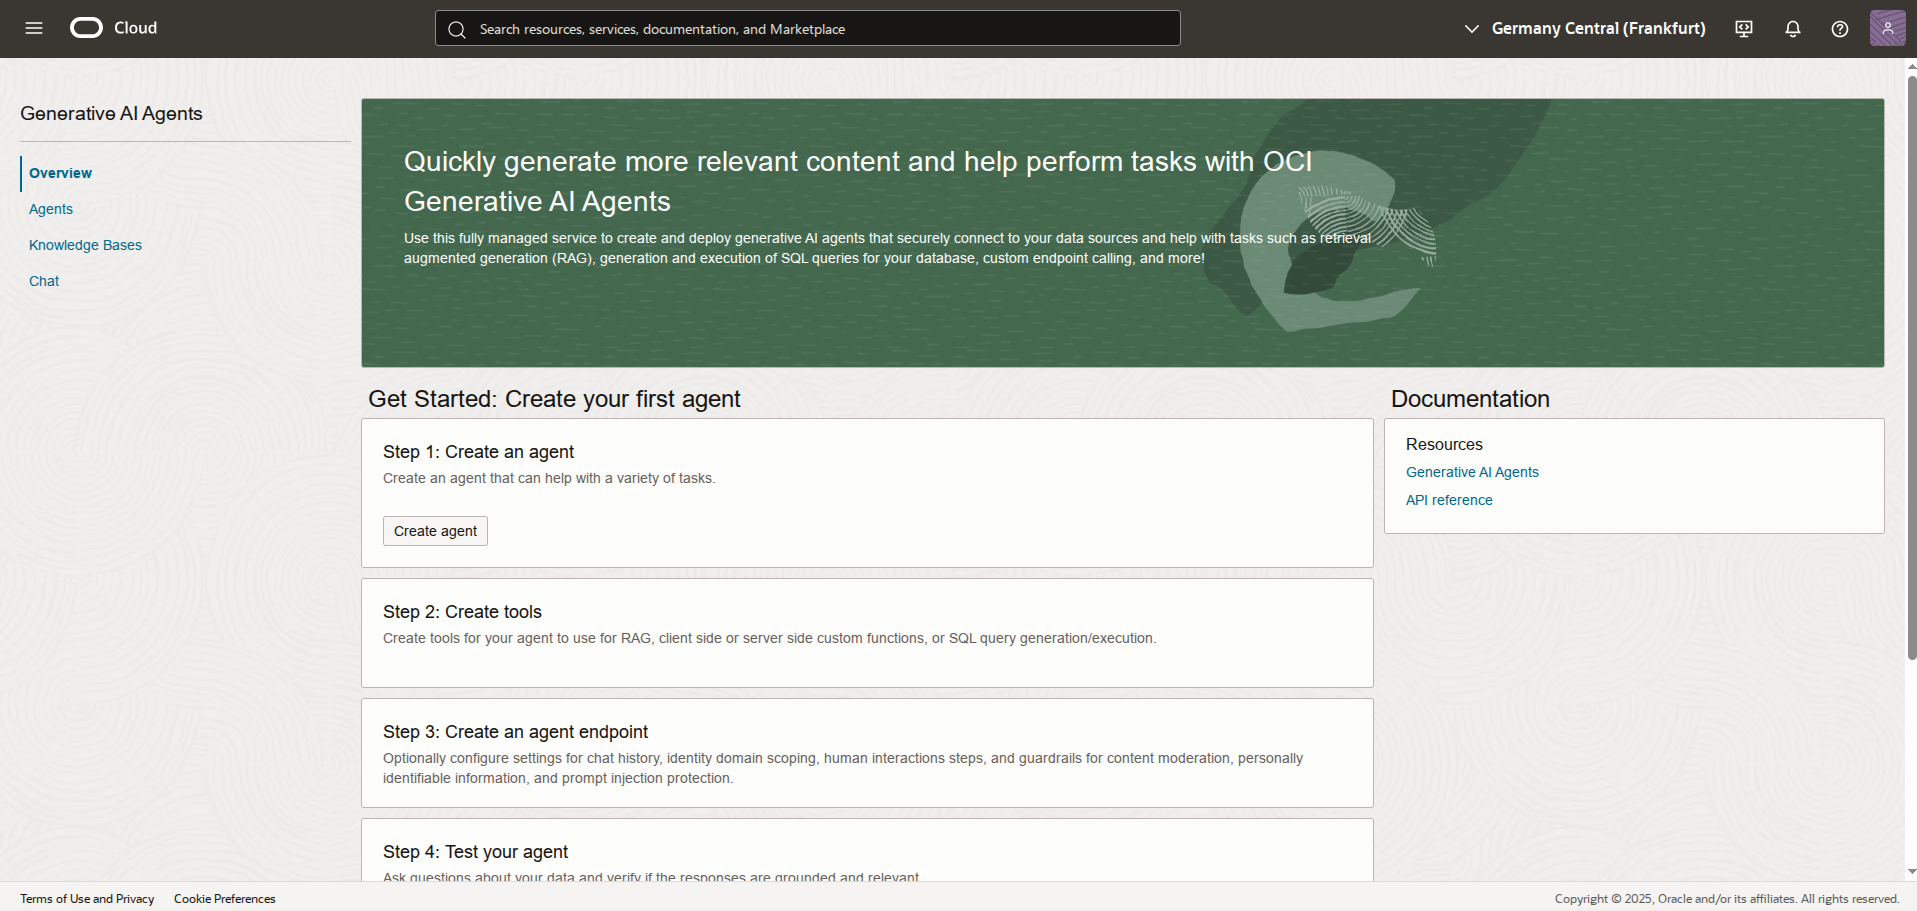 Cloud
Search resources, services, documentation, and Marketplace
Germany Central (Frankfurt)
Generative AI Agents
Overview
Agents
Knowledge Bases
Chat
Quickly generate more relevant content and help perform tasks with OCI
Generative AI Agents
Use this fully managed service to create and deploy generative AI agents that securely connect to your data sources and help with tasks such as retrieval
augmented generation (RAG), generation and execution of SQL queries for your database, custom endpoint calling, and more!
Get Started: Create your first agent
Step 1: Create an agent
Create an agent that can help with a variety of tasks.
Create agent
Step 2: Create tools
Create tools for your agent to use for RAG, client side or server side custom functions, or SQL query generation/execution.
Step 3: Create an agent endpoint
Optionally configure settings for chat history, identity domain scoping, human interactions steps, and guardrails for content moderation, personally
identifiable information, and prompt injection protection.
Step 4: Test your agent
Ask questions about your data and verify if the responses are grounded and relevant.
Documentation
Resources
Generative AI Agents
API reference
Terms of Use and Privacy
Cookie Preferences
Copyright © 2025, Oracle and/or its affiliates. All rights reserved.